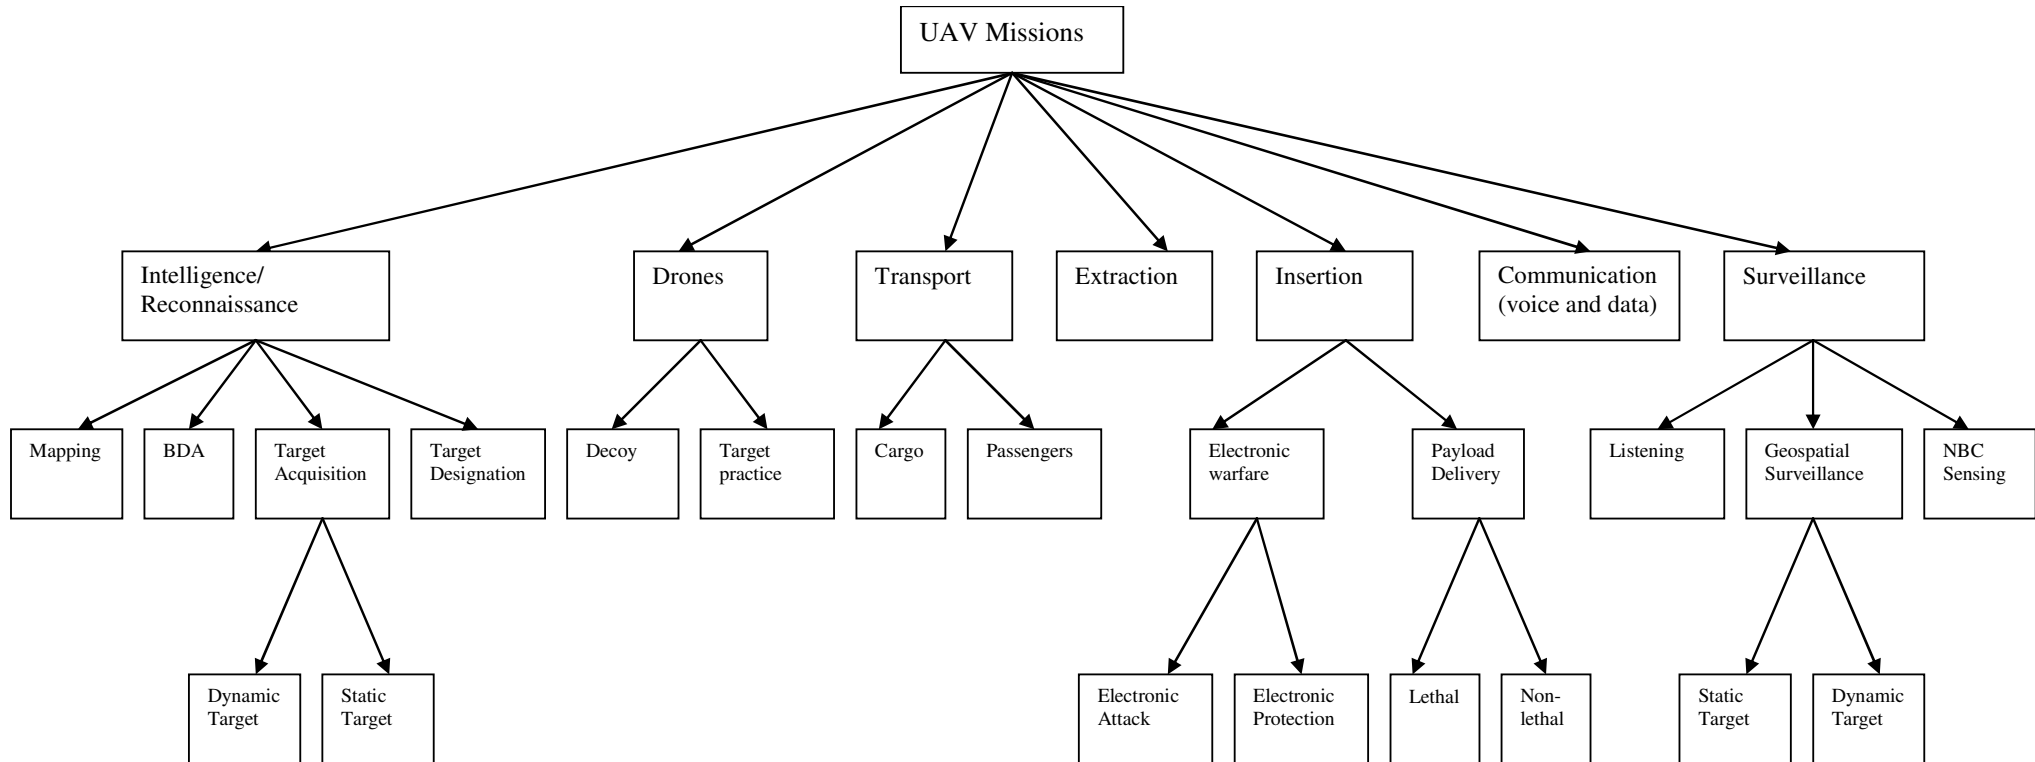 UAV Missions
Intelligence/
Reconnaissance
Drones
Transport
Extraction
Insertion
Communication
(voice and data)
Surveillance
Mapping
BDA
Target
Acquisition
Target
Designation
Decoy
Target
practice
Cargo
Passengers
Electronic
warfare
Payload
Delivery
Listening
Geospatial
Surveillance
NBC
Sensing
Dynamic
Target
Static
Target
Electronic
Attack
Electronic
Protection
Lethal
Non-
lethal
Static
Target
Dynamic
Target